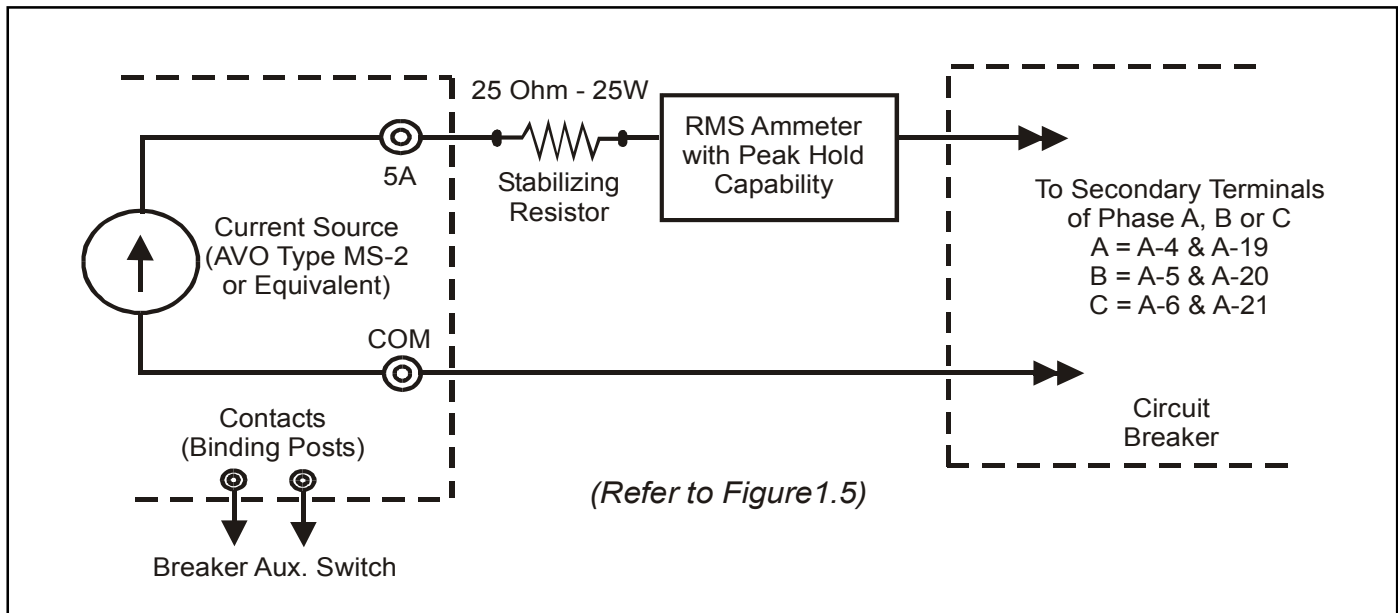 25 Ohm - 25W
5A
Stabilizing
Resistor
RMS Ammeter
with Peak Hold
Capability
To Secondary Terminals
of Phase A, B or C
A = A-4 & A-19
B = A-5 & A-20
C = A-6 & A-21
Current Source
(AVO Type MS-2
or Equivalent)
COM
Circuit
Breaker
Contacts
(Binding Posts)
(Refer to Figure1.5)
Breaker Aux. Switch